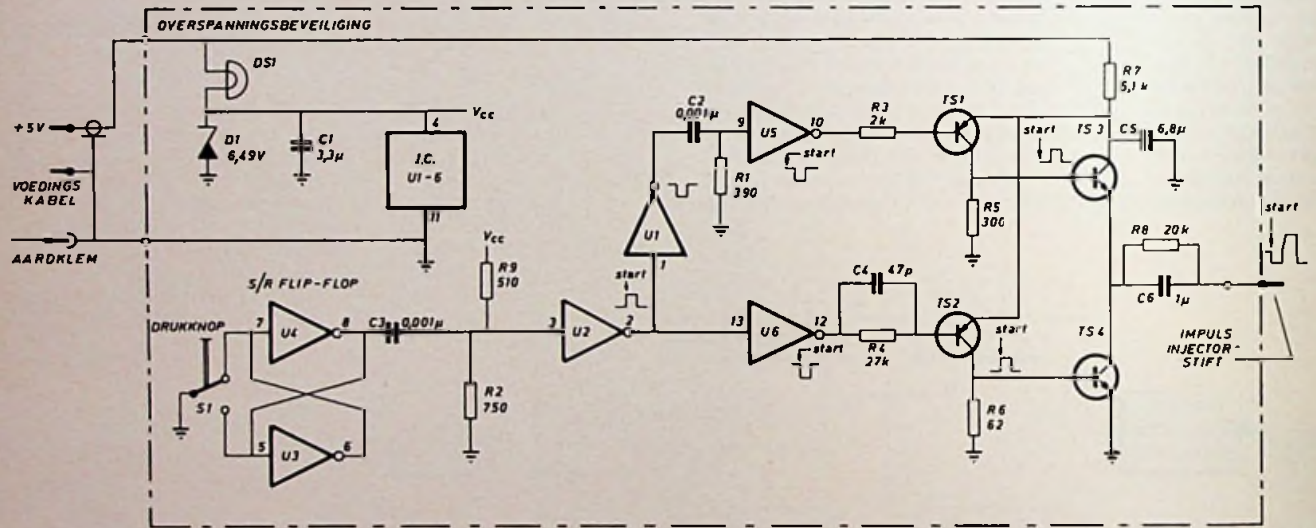 OVERSPANNINGSBEVEILIGING
DS1
+5V
D1
6,49V
C1
3,3µ
Vcc
4
I.C.
U1-6
11
VOEDINGS
KABEL
AARDKLEM
S/R FLIP-FLOP
DRUKKNOP
S1
7
U4
8
5
U3
6
C3
0,001µ
Vcc
R9
510
R2
750
3
U2
2
start
1
U1
C2
0,001µ
R1
390
9
U5
10
start
R3
2k
TS1
R5
300
start
TS3
R7
5,1k
C5
6,8µ
13
U6
12
start
C4
47p
R4
27k
TS2
start
R6
62
TS4
R8 20k
C6
1µ
start
IMPULS
INJECTOR-
STIFT